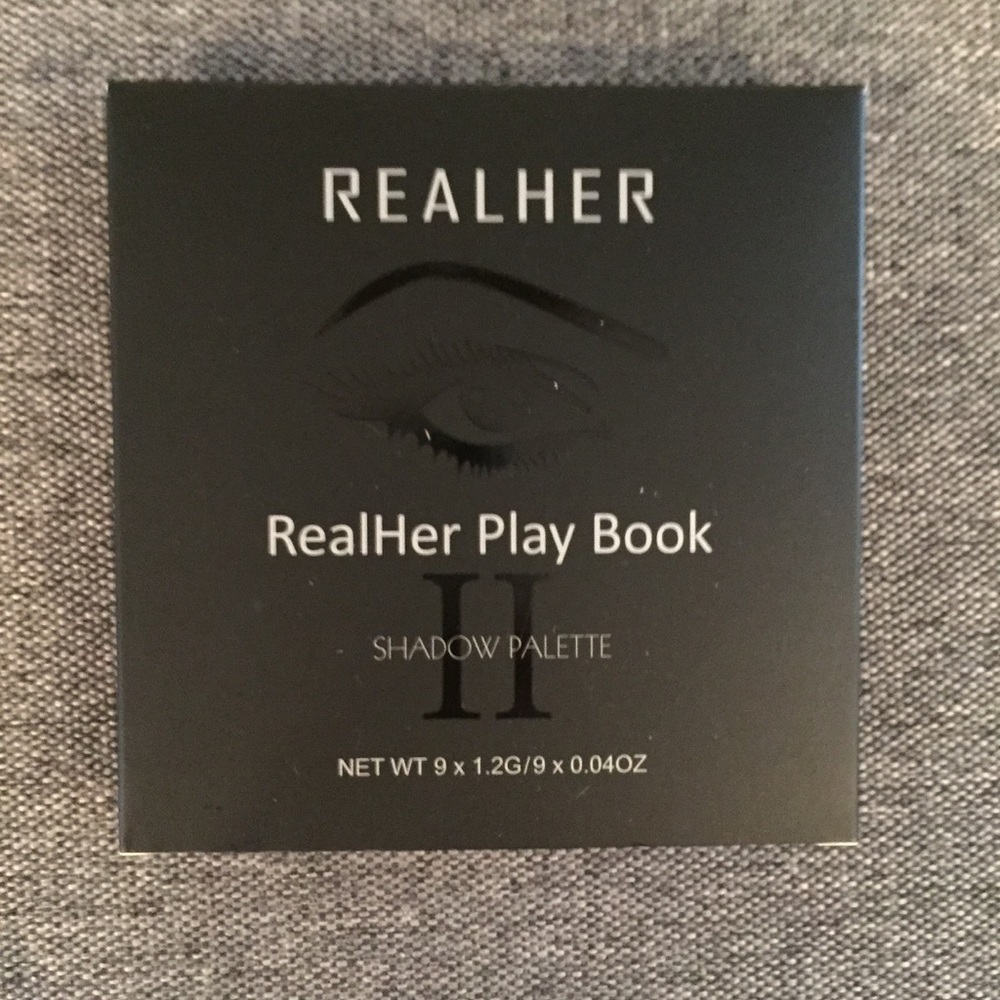 REALHER
RealHer Play Book
II
SHADOW PALETTE
NET WT 9 x 1.2G/9 x 0.04OZ